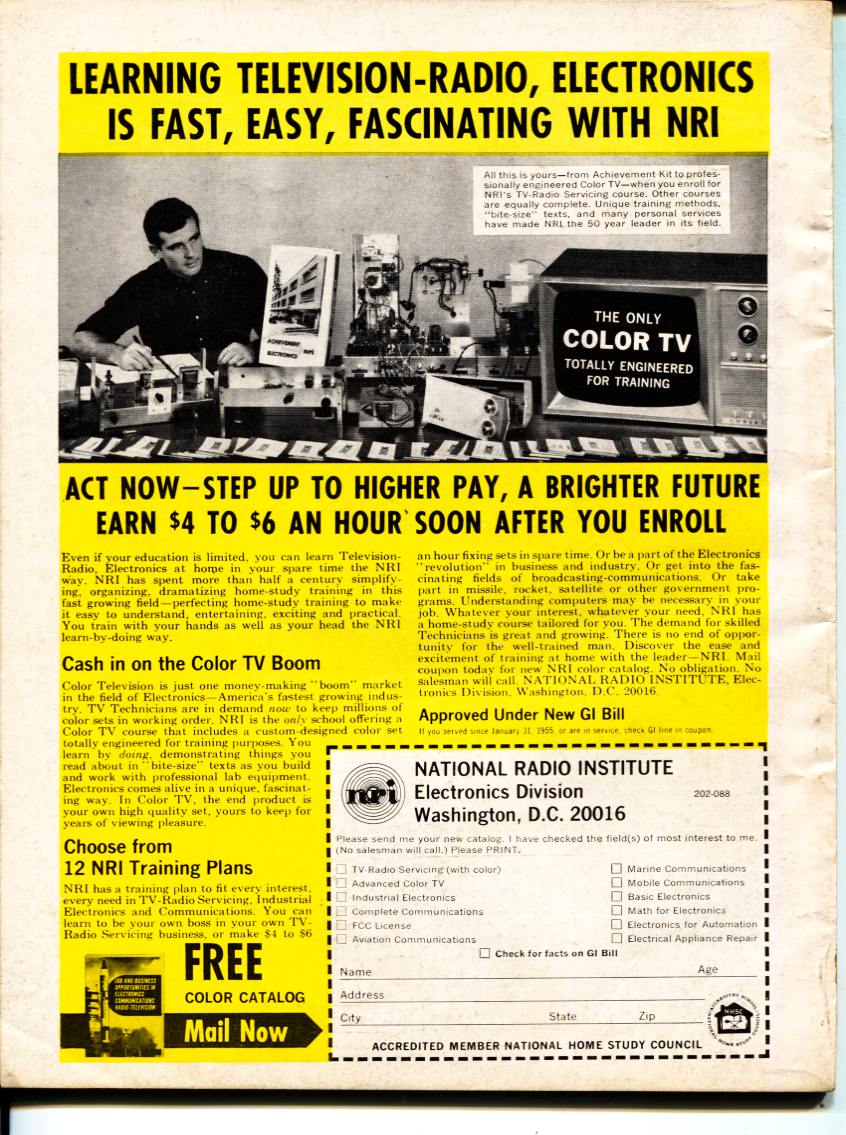 LEARNING TELEVISION-RADIO, ELECTRONICS
IS FAST, EASY, FASCINATING WITH NRI
All this is yours—from Achievement Kit to profes-
sionally engineered Color TV—when you enroll for
NRI's TV-Radio Servicing course. Other courses
are equally complete. Unique training methods,
"bite-size" texts, and many personal services
have made NRI the 50 year leader in its field.
ACHIEVEMENT
ELECTRONICS
THE ONLY
COLOR TV
TOTALLY ENGINEERED
FOR TRAINING
ACT NOW—STEP UP TO HIGHER PAY, A BRIGHTER FUTURE
EARN $4 TO $6 AN HOUR SOON AFTER YOU ENROLL
Even if your education is limited, you can learn Television-
Radio, Electronics at home in your spare time the NRI
way. NRI has spent more than half a century simplify-
ing, organizing, dramatizing home-study training in this
fast growing field—perfecting home-study training to make
it easy to understand, entertaining, exciting and practical.
You train with your hands as well as your head the NRI
learn-by-doing way.
Cash in on the Color TV Boom
Color Television is just one money-making "boom" market
in the field of Electronics—America's fastest growing indus-
try. TV Technicians are in demand now to keep millions of
color sets in working order. NRI is the only school offering a
Color TV course that includes a custom-designed color set
totally engineered for training purposes. You
learn by doing, demonstrating things you
read about in "bite-size" texts as you build
and work with professional lab equipment.
Electronics comes alive in a unique, fascinat-
ing way. In Color TV, the end product is
your own high quality set, yours to keep for
years of viewing pleasure.
Choose from
12 NRI Training Plans
NRI has a training plan to fit every interest,
every need in TV-Radio Servicing, Industrial
Electronics and Communications. You can
learn to be your own boss in your own TV-
Radio Servicing business, or make $4 to $6
an hour fixing sets in spare time. Or be a part of the Electronics
"revolution" in business and industry. Or get into the fas-
cinating fields of broadcasting-communications. Or take
part in missile, rocket, satellite or other government pro-
grams. Understanding computers may be necessary in your
job. Whatever your interest, whatever your need, NRI has
a home-study course tailored for you. The demand for skilled
Technicians is great and growing. There is no end of oppor-
tunity for the well-trained man. Discover the ease and
excitement of training at home with the leader—NRI. Mail
coupon today for new NRI color catalog. No obligation. No
salesman will call. NATIONAL RADIO INSTITUTE, Elec-
tronics Division, Washington, D.C. 20016.
Approved Under New GI Bill
If you served since January 31, 1955, or are in service, check GI line in coupon.
FREE
COLOR CATALOG
Mail Now
JOB AND BUSINESS
OPPORTUNITIES IN
ELECTRONICS
COMMUNICATIONS
RADIO-TELEVISION
nri
NATIONAL RADIO INSTITUTE
Electronics Division
Washington, D.C. 20016
202-088
Please send me your new catalog. I have checked the field(s) of most interest to me.
(No salesman will call.) Please PRINT.
TV-Radio Servicing (with color)
Advanced Color TV
Industrial Electronics
Complete Communications
FCC License
Aviation Communications
Marine Communications
Mobile Communications
Basic Electronics
Math for Electronics
Electronics for Automation
Electrical Appliance Repair
Check for facts on GI Bill
Name Age
Address
City State Zip
NHSC
ACCREDITED MEMBER NATIONAL HOME STUDY COUNCIL